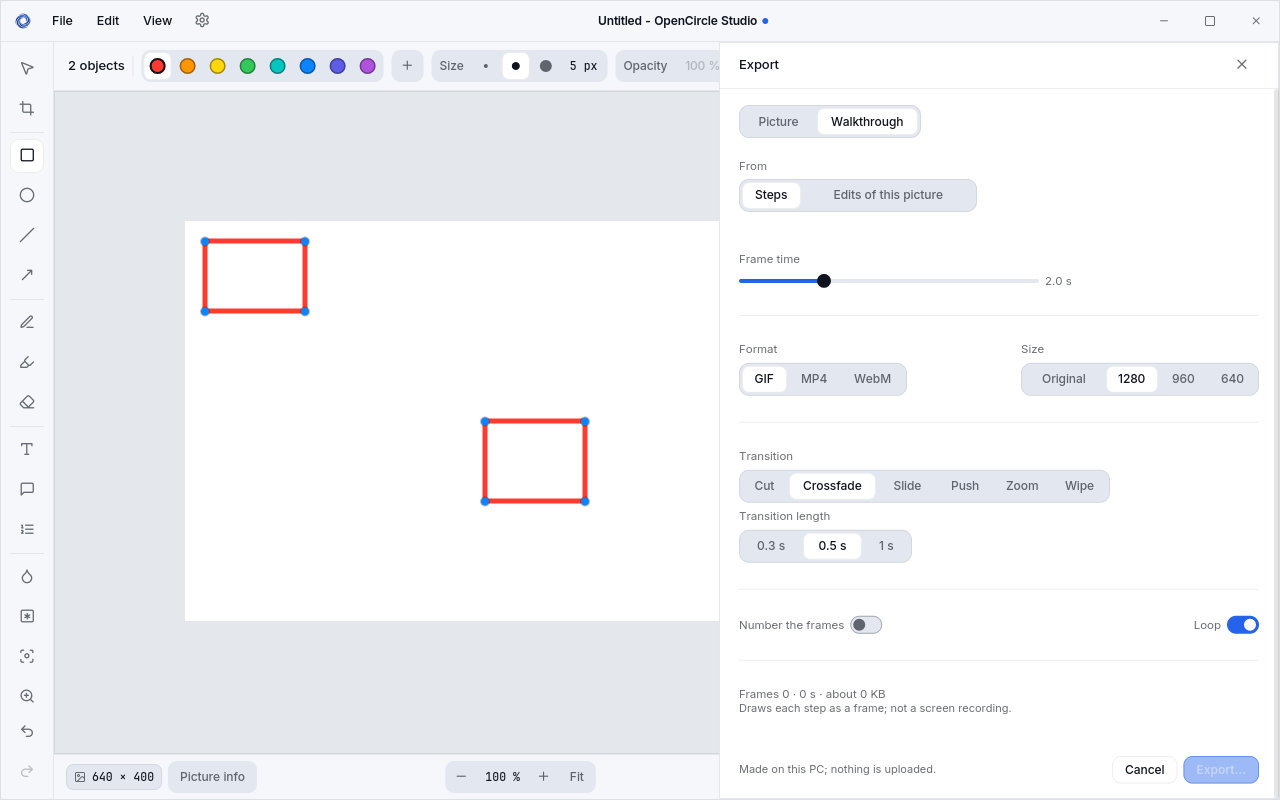 File Edit View
Untitled - OpenCircle Studio
2 objects
Size
5 px
Opacity
100 %
Export
Picture
Walkthrough
From
Steps
Edits of this picture
Frame time
2.0 s
Format
Size
GIF
MP4
WebM
Original
1280
960
640
Transition
Cut
Crossfade
Slide
Push
Zoom
Wipe
Transition length
0.3 s
0.5 s
1 s
Number the frames
Loop
Frames 0 · 0 s · about 0 KB
Draws each step as a frame; not a screen recording.
640 × 400
Picture info
100 %
Fit
Made on this PC; nothing is uploaded.
Cancel
Export...